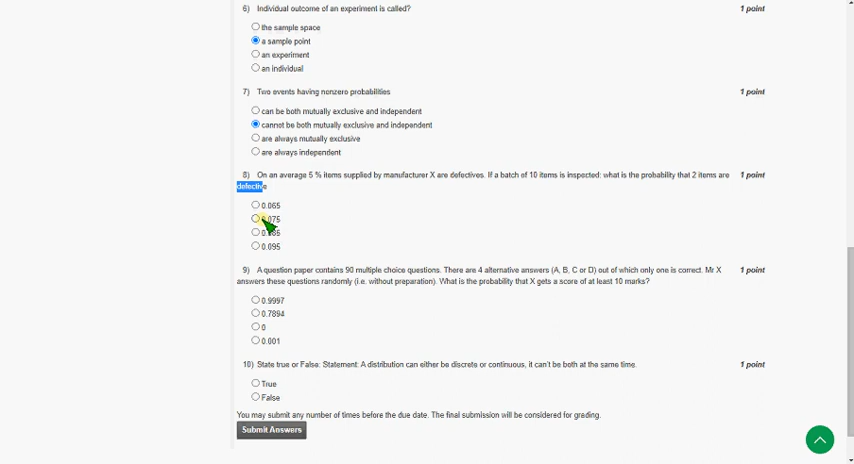 6) Individual outcome of an experiment is called? 1 point
the sample space
a sample point
an experiment
an individual
7) Two events having nonzero probabilities 1 point
can be both mutually exclusive and independent
cannot be both mutually exclusive and independent
are always mutually exclusive
are always independent
8) On an average 5 % items supplied by manufacturer X are defectives. If a batch of 10 items is inspected: what is the probability that 2 items are 1 point
defective
0.065
0.075
0.085
0.095
9) A question paper contains 90 multiple choice questions. There are 4 alternative answers (A, B, C or D) out of which only one is correct. Mr X 1 point
answers these questions randomly (i.e. without preparation). What is the probability that X gets a score of at least 10 marks?
0.9997
0.7894
0
0.001
10) State true or False: Statement: A distribution can either be discrete or continuous, it can't be both at the same time. 1 point
True
False
You may submit any number of times before the due date. The final submission will be considered for grading.
Submit Answers